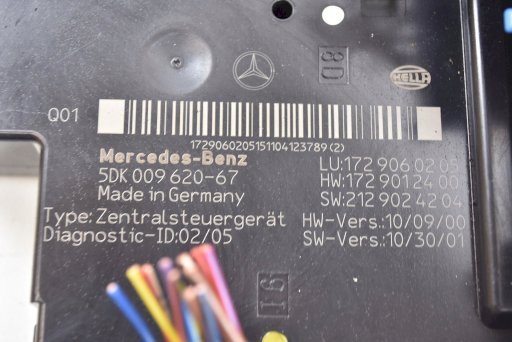 8D
HELLA
Q01
1729060205151104123789 (2)
Mercedes-Benz
LU:172 906 02 05
5DK 009 620-67
HW:172 901 24 00
Made in Germany
SW:212 902 42 04
Type:Zentralsteuergerät
HW-Vers.:10/09/00
Diagnostic-ID:02/05
SW-Vers.:10/30/01